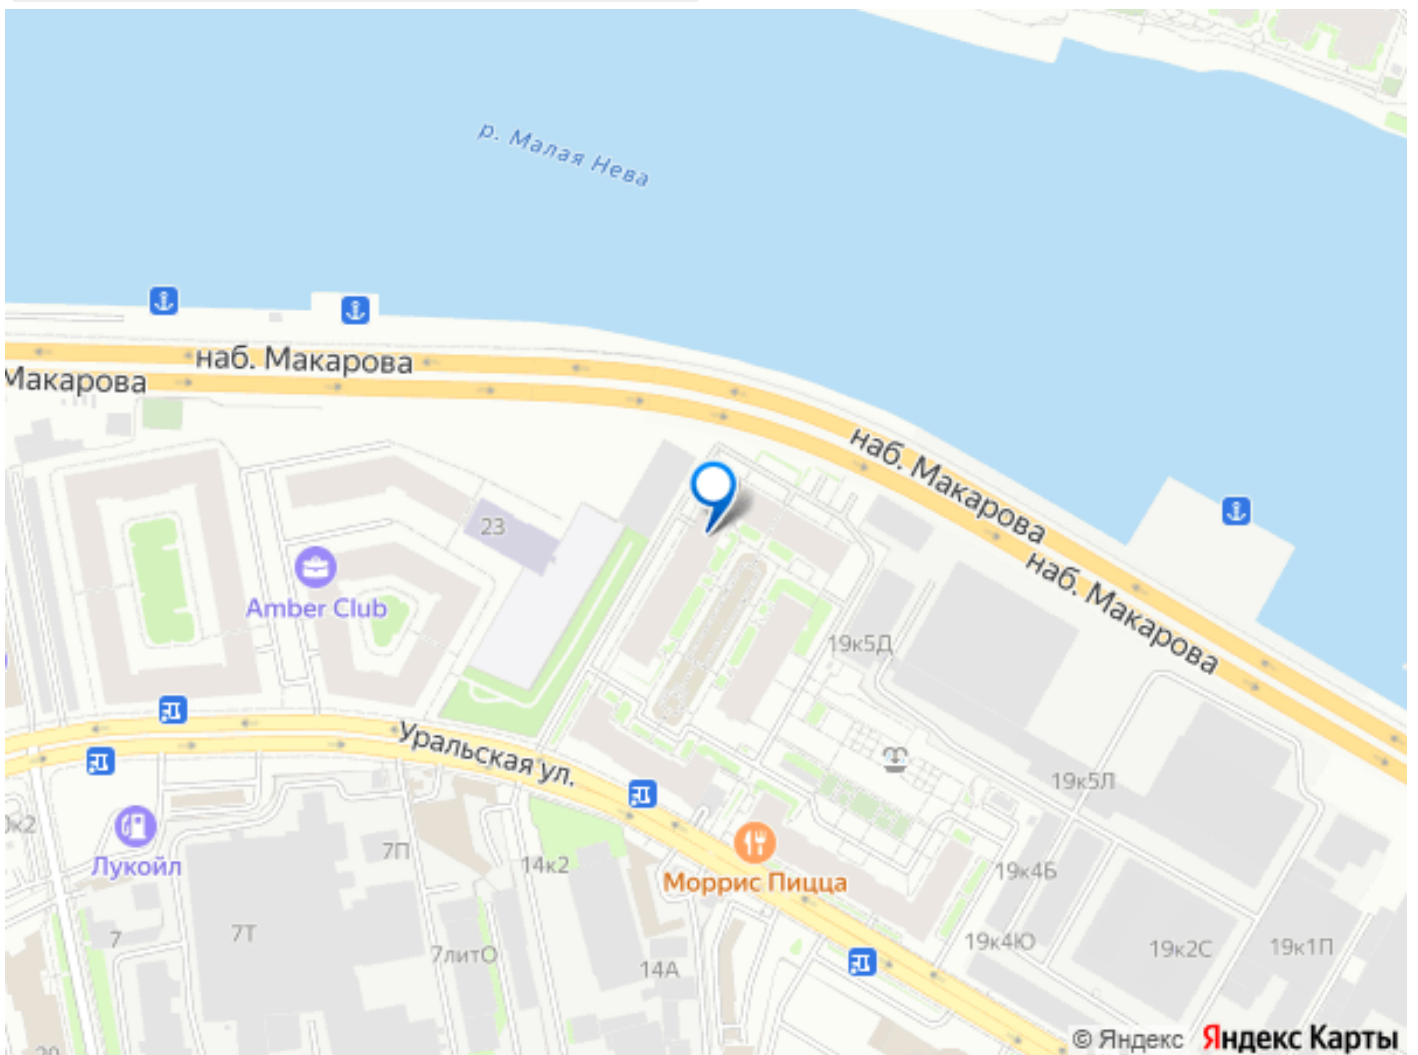 р. Малая Нева
наб. Макарова
Макарова
наб. Макарова
наб. Макарова
23
Amber Club
19к5Д
Уральская ул.
19к5Л
Лукойл
7П
14к2
Моррис Пицца
19к4Б
7
7Т
7литО
14А
19к4Ю
19к2С
19к1П
© Яндекс Яндекс Карты